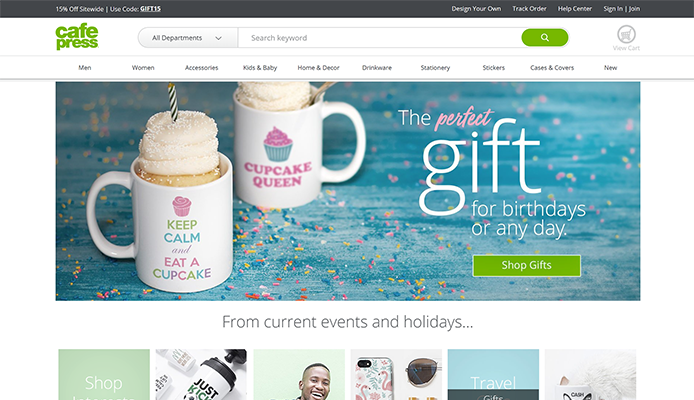 15% Off Sitewide | Use Code: GIFT15
Design Your Own
Track Order
Help Center
Sign In | Join
cafe
press
All Departments
Search keyword
View Cart
Men
Women
Accessories
Kids & Baby
Home & Decor
Drinkware
Stationery
Stickers
Cases & Covers
New
CUPCAKE
QUEEN
KEEP
CALM
and
EAT A
CUPCAKE
The perfect
gift
for birthdays
or any day.
Shop Gifts
From current events and holidays...
Shop
JUST
Travel
Gifts
CASH